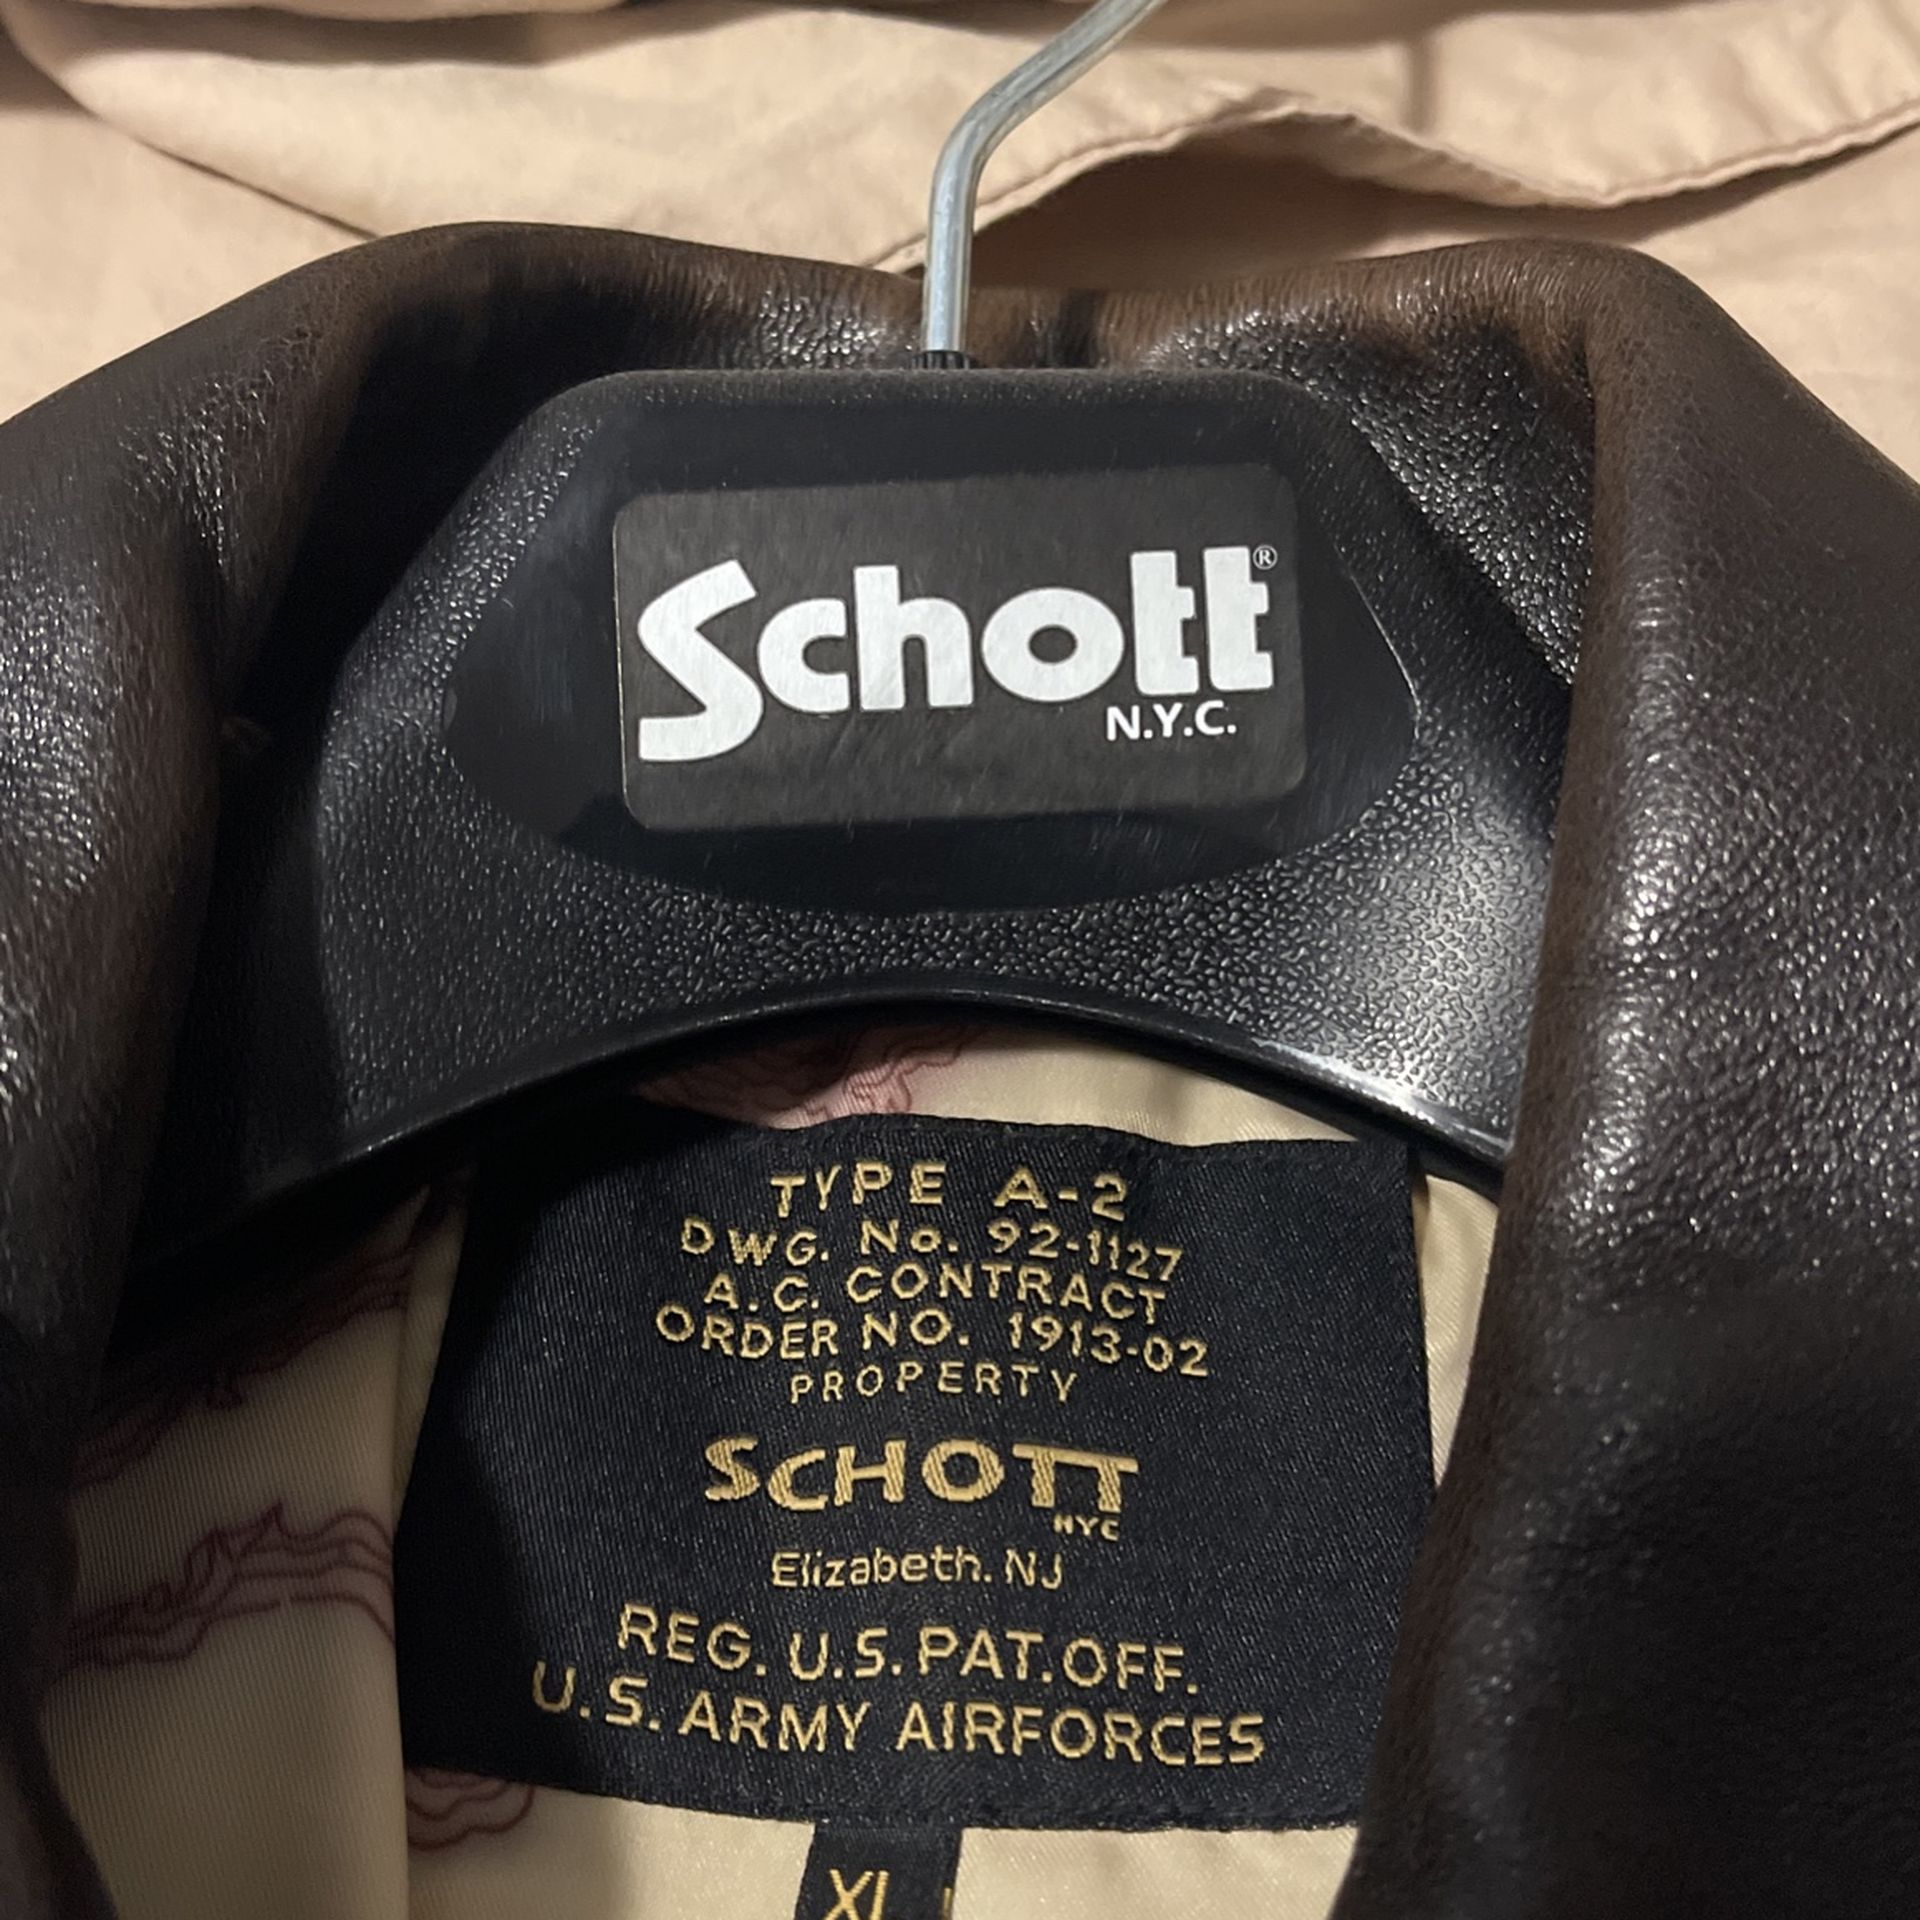 Schott®
N.Y.C.
TYPE A-2
DWG. No. 92-1127
A.C. CONTRACT
ORDER NO. 1913-02
PROPERTY
SCHOTT
NYC
Elizabeth. NJ
REG. U.S. PAT. OFF.
U.S. ARMY AIRFORCES
XL